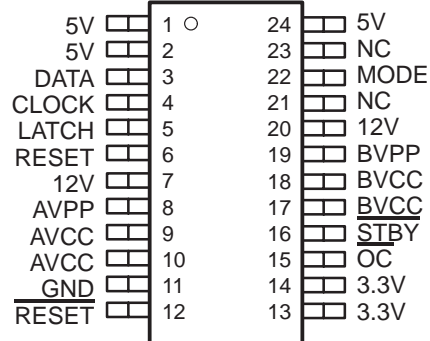 5V 1 24 5V
5V 2 23 NC
DATA 3 22 MODE
CLOCK 4 21 NC
LATCH 5 20 12V
RESET 6 19 BVPP
12V 7 18 BVCC
AVPP 8 17 BVCC
AVCC 9 16 STBY
AVCC 10 15 OC
GND 11 14 3.3V
RESET 12 13 3.3V